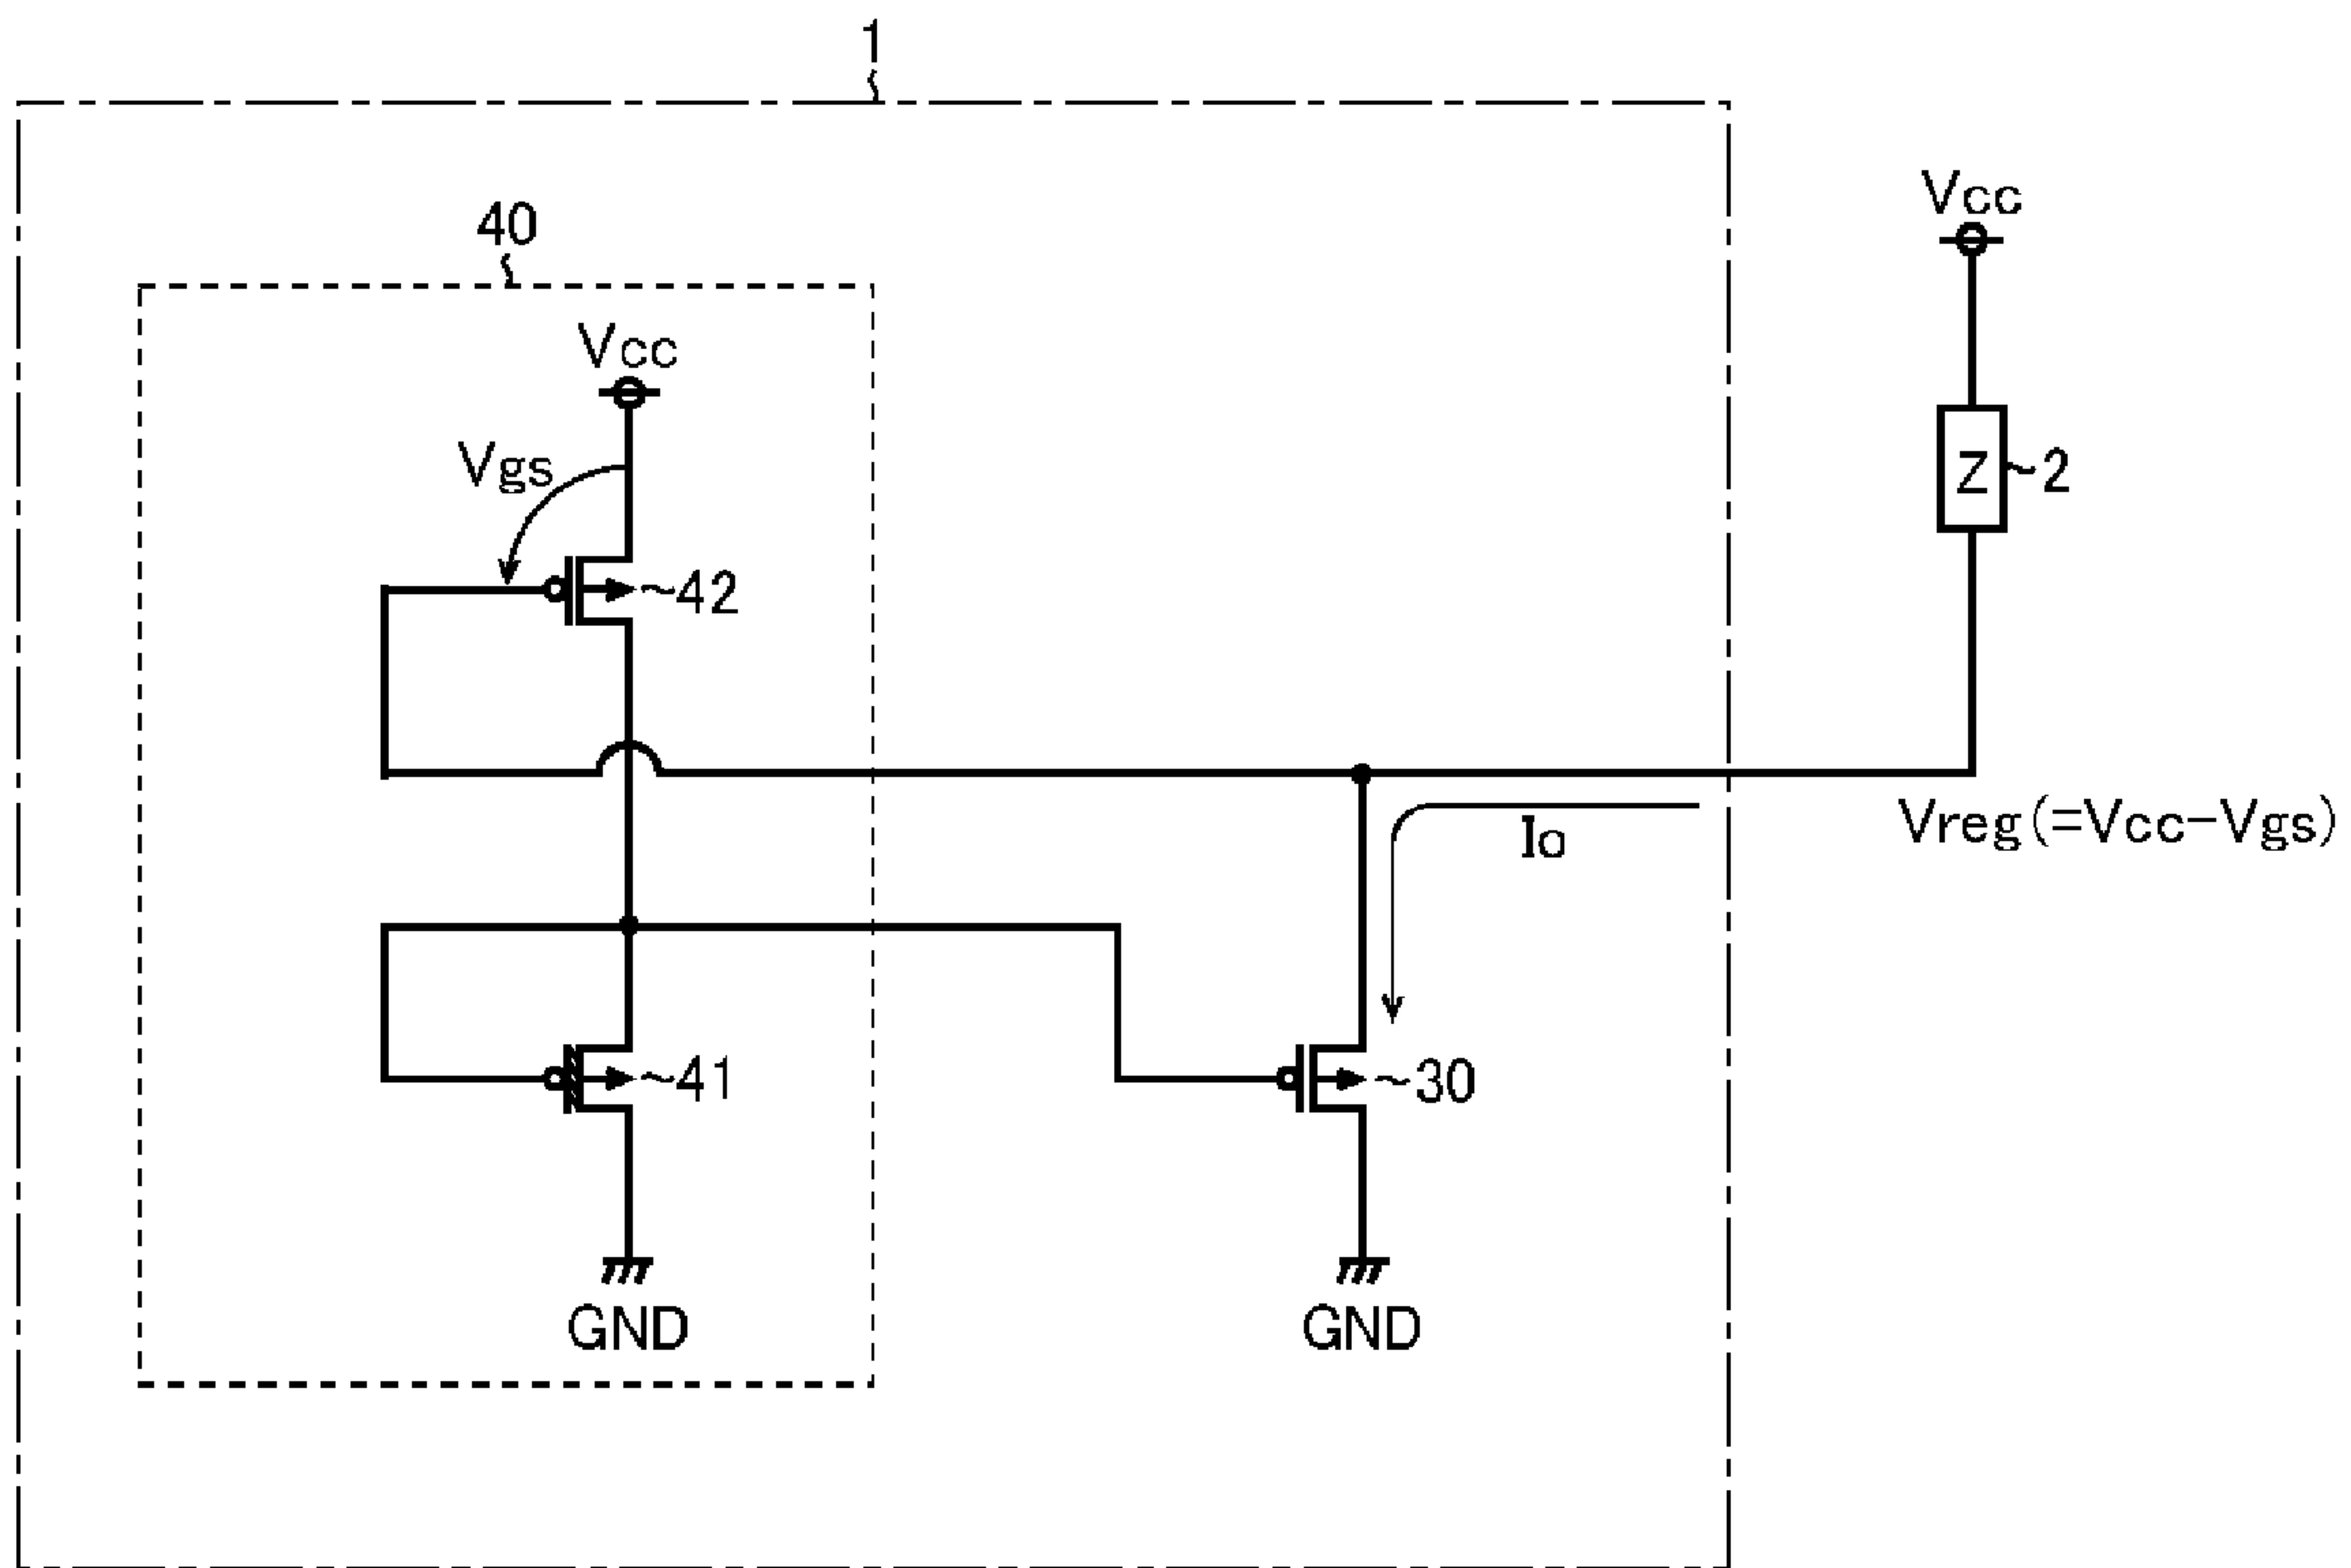 1
Vcc
40
Vcc
Vgs
Z ~2
~42
Vreg(=Vcc-Vgs)
Io
~41
~30
GND
GND